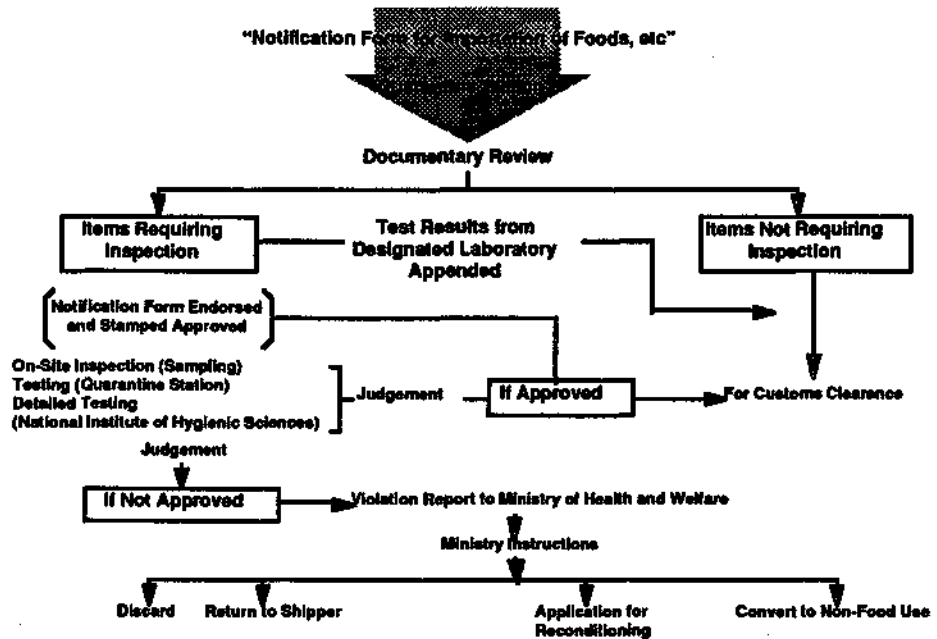 "Notification Form for Importation of Foods, etc"
Documentary Review
Items Requiring
Inspection
Test Results from
Designated Laboratory
Appended
Items Not Requiring
Inspection
Notification Form Endorsed
and Stamped Approved
On-Site Inspection (Sampling)
Testing (Quarantine Station)
Detailed Testing
(National Institute of Hygienic Sciences)
Judgement
If Approved
For Customs Clearance
Judgement
If Not Approved
Violation Report to Ministry of Health and Welfare
Ministry Instructions
Discard
Return to Shipper
Application for
Reconditioning
Convert to Non-Food Use